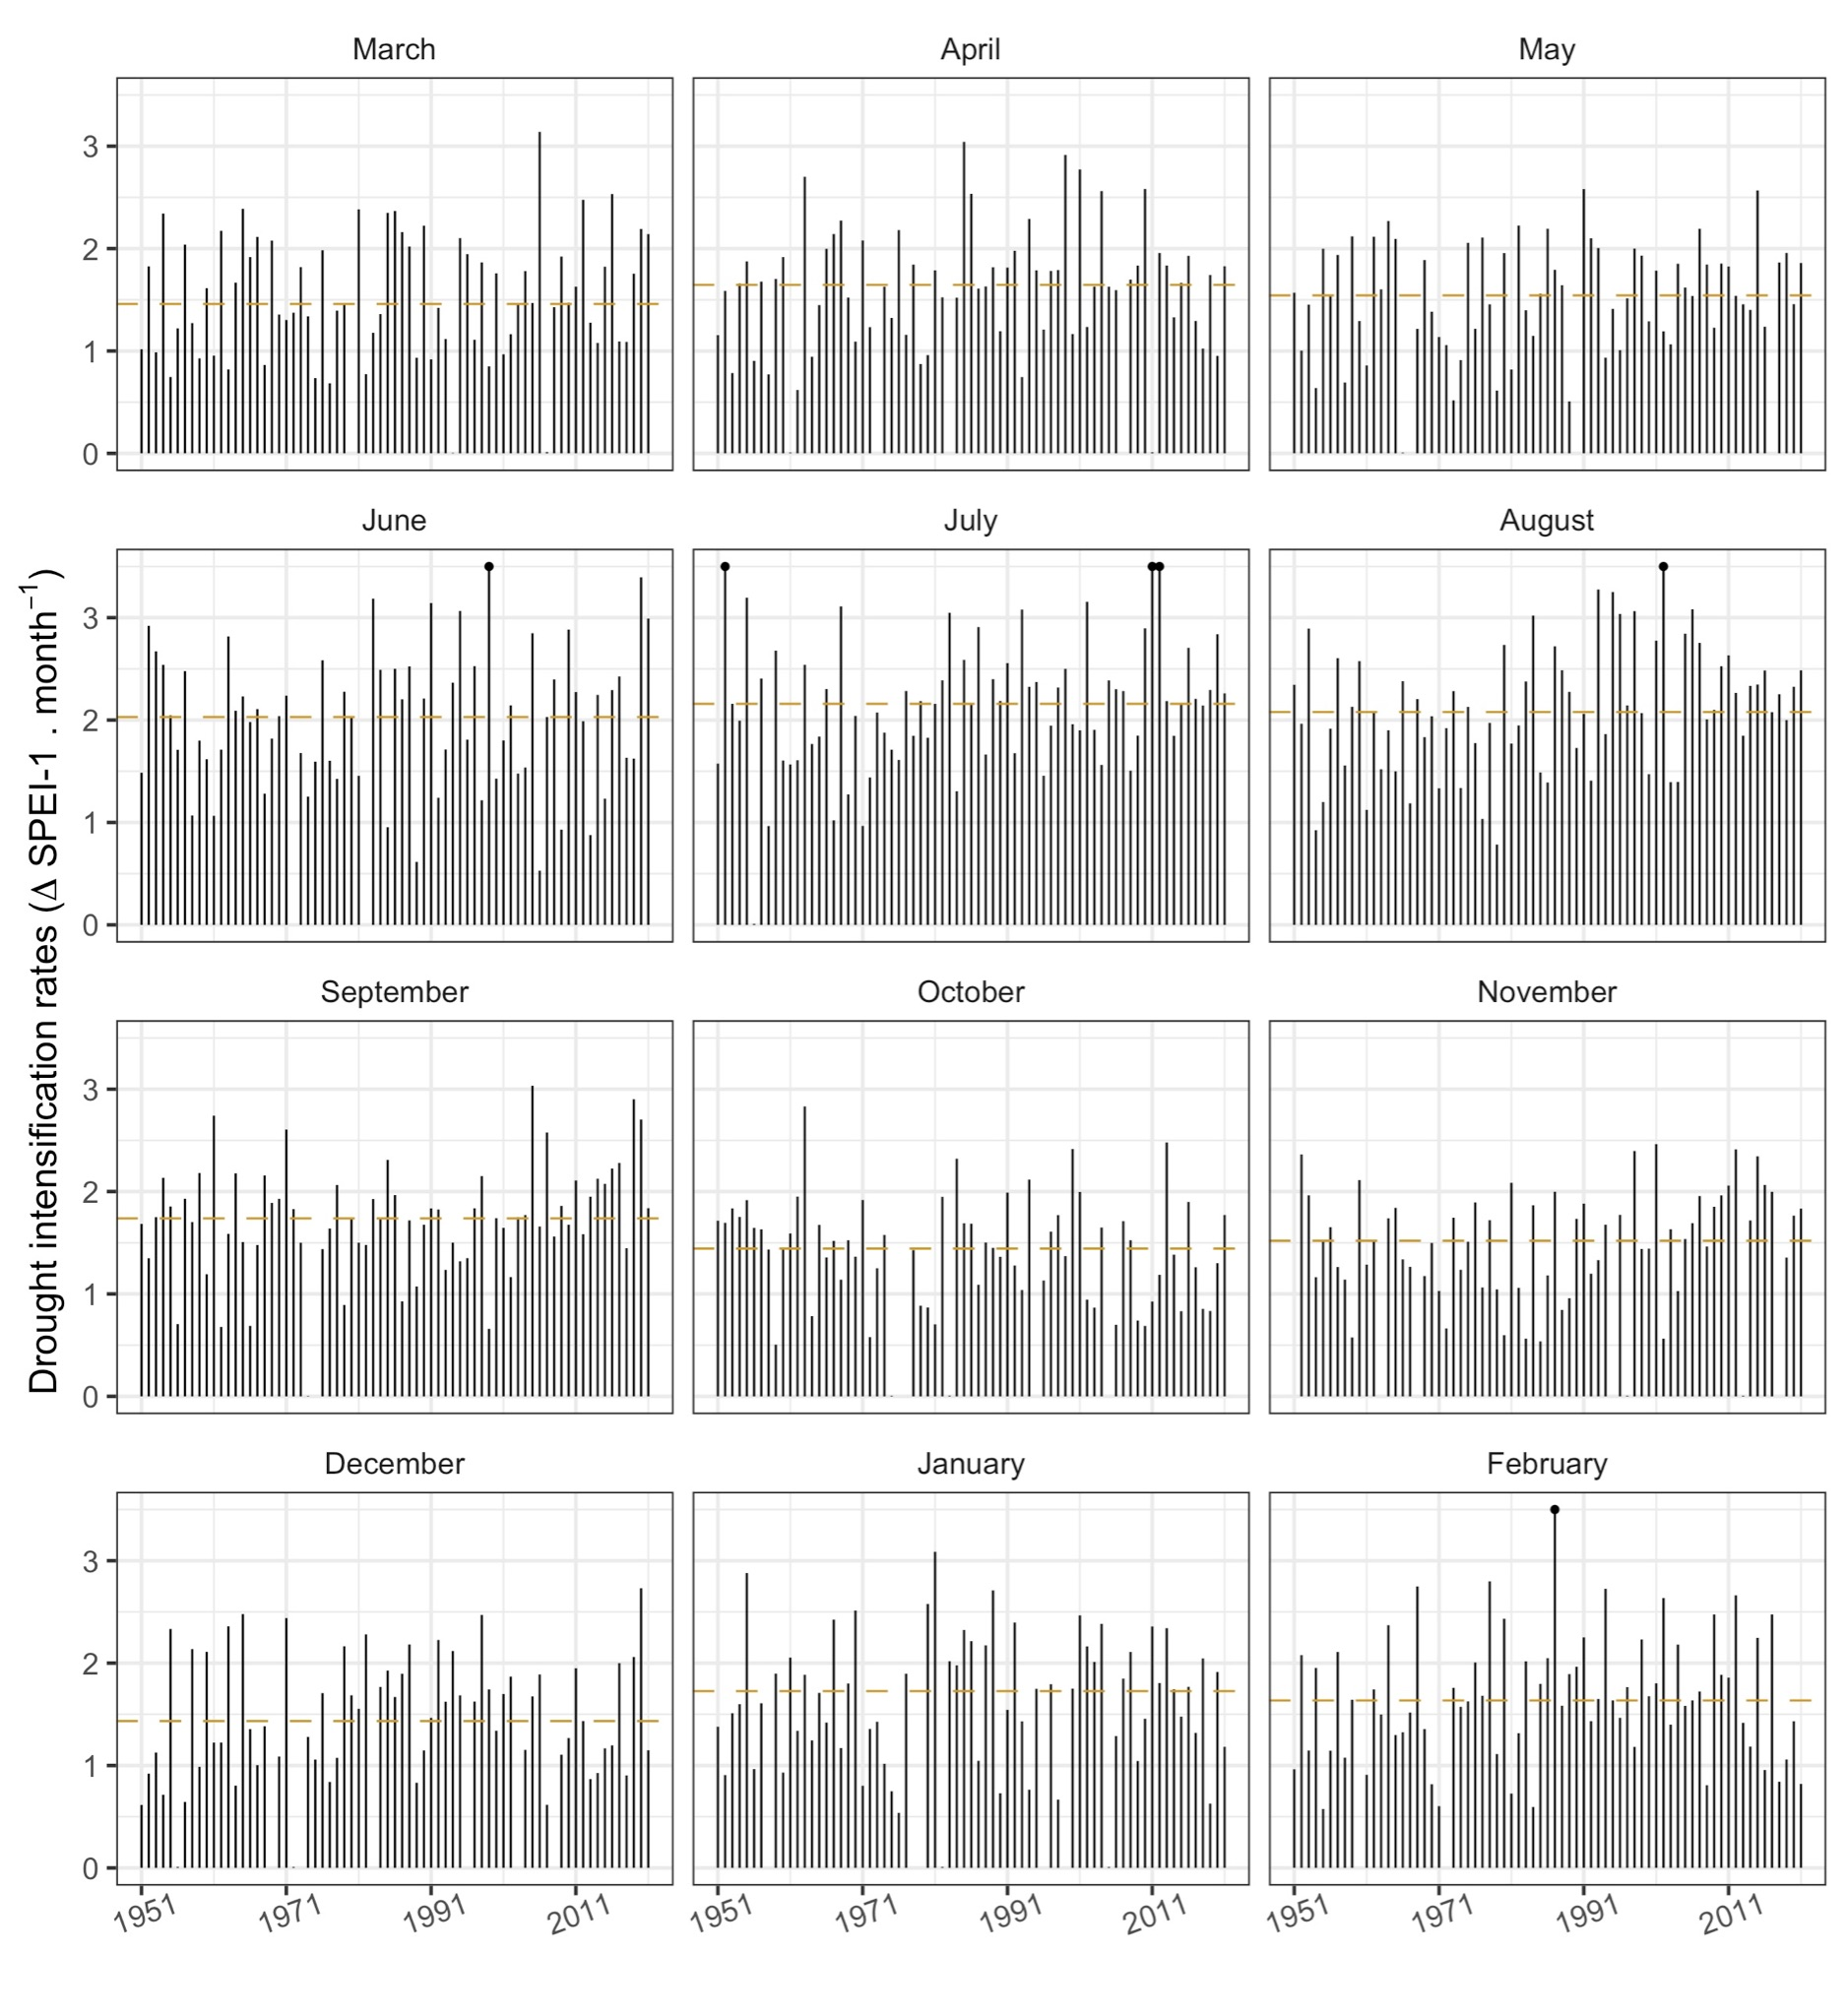 March April May
3
2
1
0
June July August
3
2
1
0
Drought intensification rates (Δ SPEI-1 . month⁻¹)
September October November
3
2
1
0
December January February
3
2
1
0
1951 1971 1991 2011 1951 1971 1991 2011 1951 1971 1991 2011